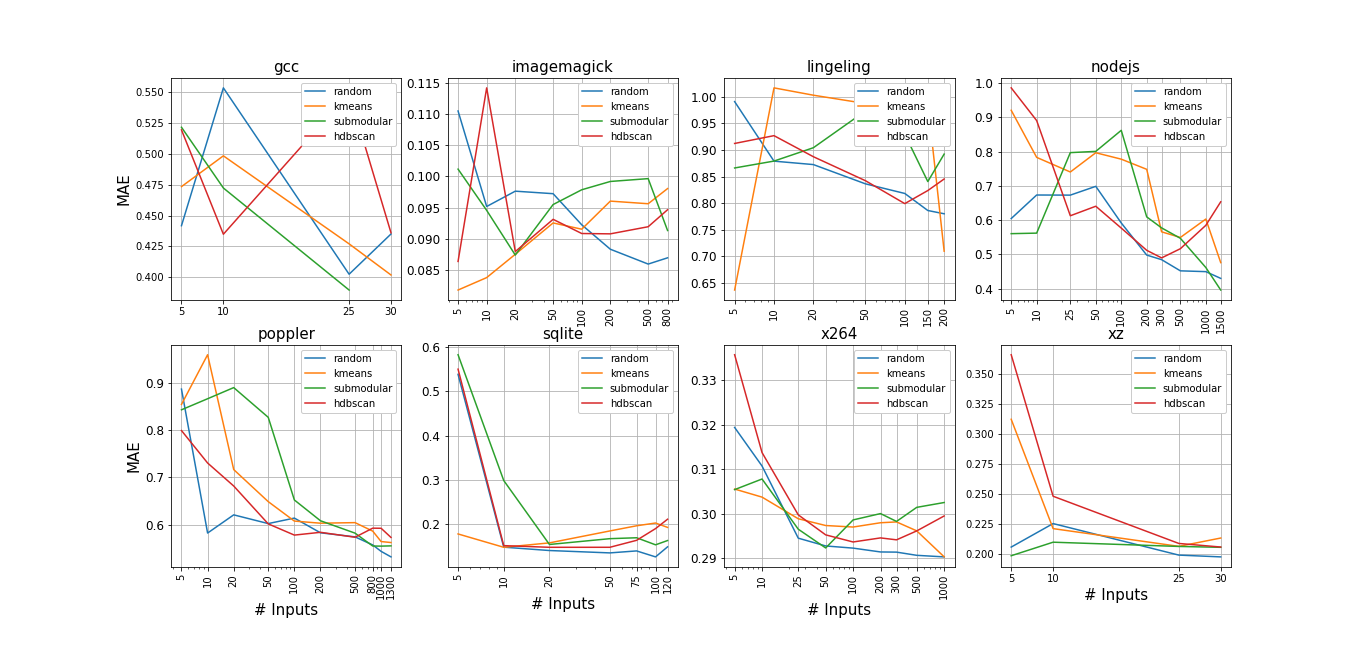 gcc
0.550
0.525
0.500
0.475
0.450
0.425
0.400
MAE
5
10
25
30
random
kmeans
submodular
hdbscan
imagemagick
0.115
0.110
0.105
0.100
0.095
0.090
0.085
5
10
20
50
100
500
800
random
kmeans
submodular
hdbscan
lingeling
1.00
0.95
0.90
0.85
0.80
0.75
0.70
0.65
5
10
20
50
100
150
200
random
kmeans
submodular
hdbscan
nodejs
1.0
0.9
0.8
0.7
0.6
0.5
0.4
5
10
25
50
100
200
300
500
1000
1500
random
kmeans
submodular
hdbscan
poppler
0.9
0.8
0.7
0.6
MAE
5
10
20
50
100
200
500
800
1000
1300
# Inputs
random
kmeans
submodular
hdbscan
sqlite
0.6
0.5
0.4
0.3
0.2
5
10
20
50
75
100
120
# Inputs
random
kmeans
submodular
hdbscan
x264
0.33
0.32
0.31
0.30
0.29
5
10
25
50
100
200
300
500
1000
# Inputs
random
kmeans
submodular
hdbscan
xz
0.350
0.325
0.300
0.275
0.250
0.225
0.200
5
10
25
30
# Inputs
random
kmeans
submodular
hdbscan